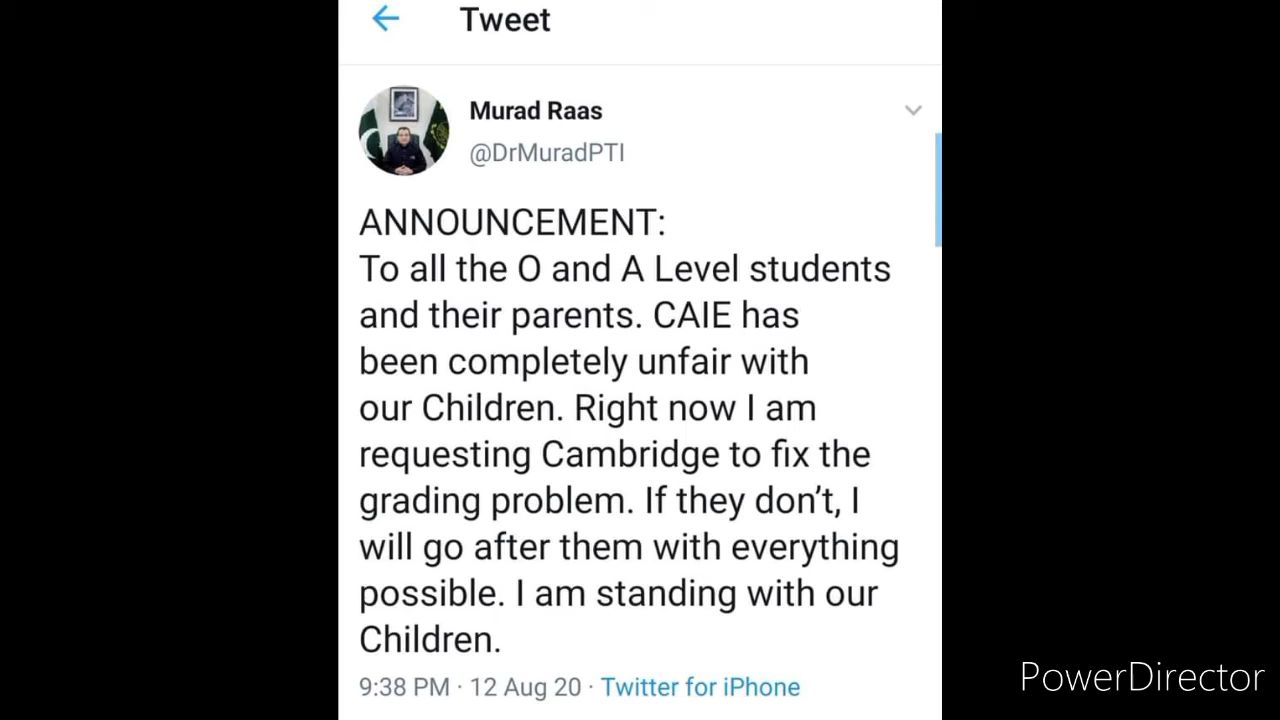 Tweet
Murad Raas
@DrMuradPTI
ANNOUNCEMENT:
To all the O and A Level students
and their parents. CAIE has
been completely unfair with
our Children. Right now I am
requesting Cambridge to fix the
grading problem. If they don’t, I
will go after them with everything
possible. I am standing with our
Children.
9:38 PM · 12 Aug 20 · Twitter for iPhone
PowerDirector